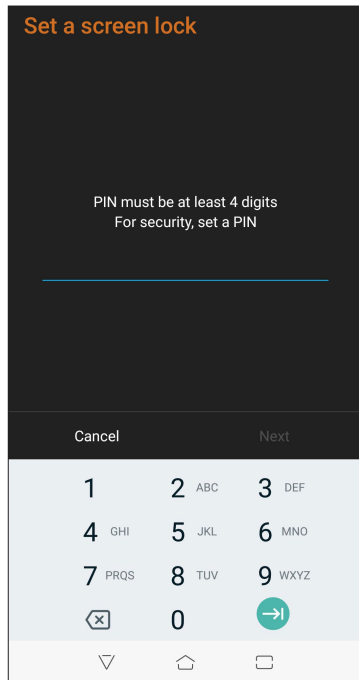 Set a screen lock
PIN must be at least 4 digits
For security, set a PIN
Cancel Next
1 2 ABC 3 DEF
4 GHI 5 JKL 6 MNO
7 PRQS 8 TUV 9 WXYZ
0